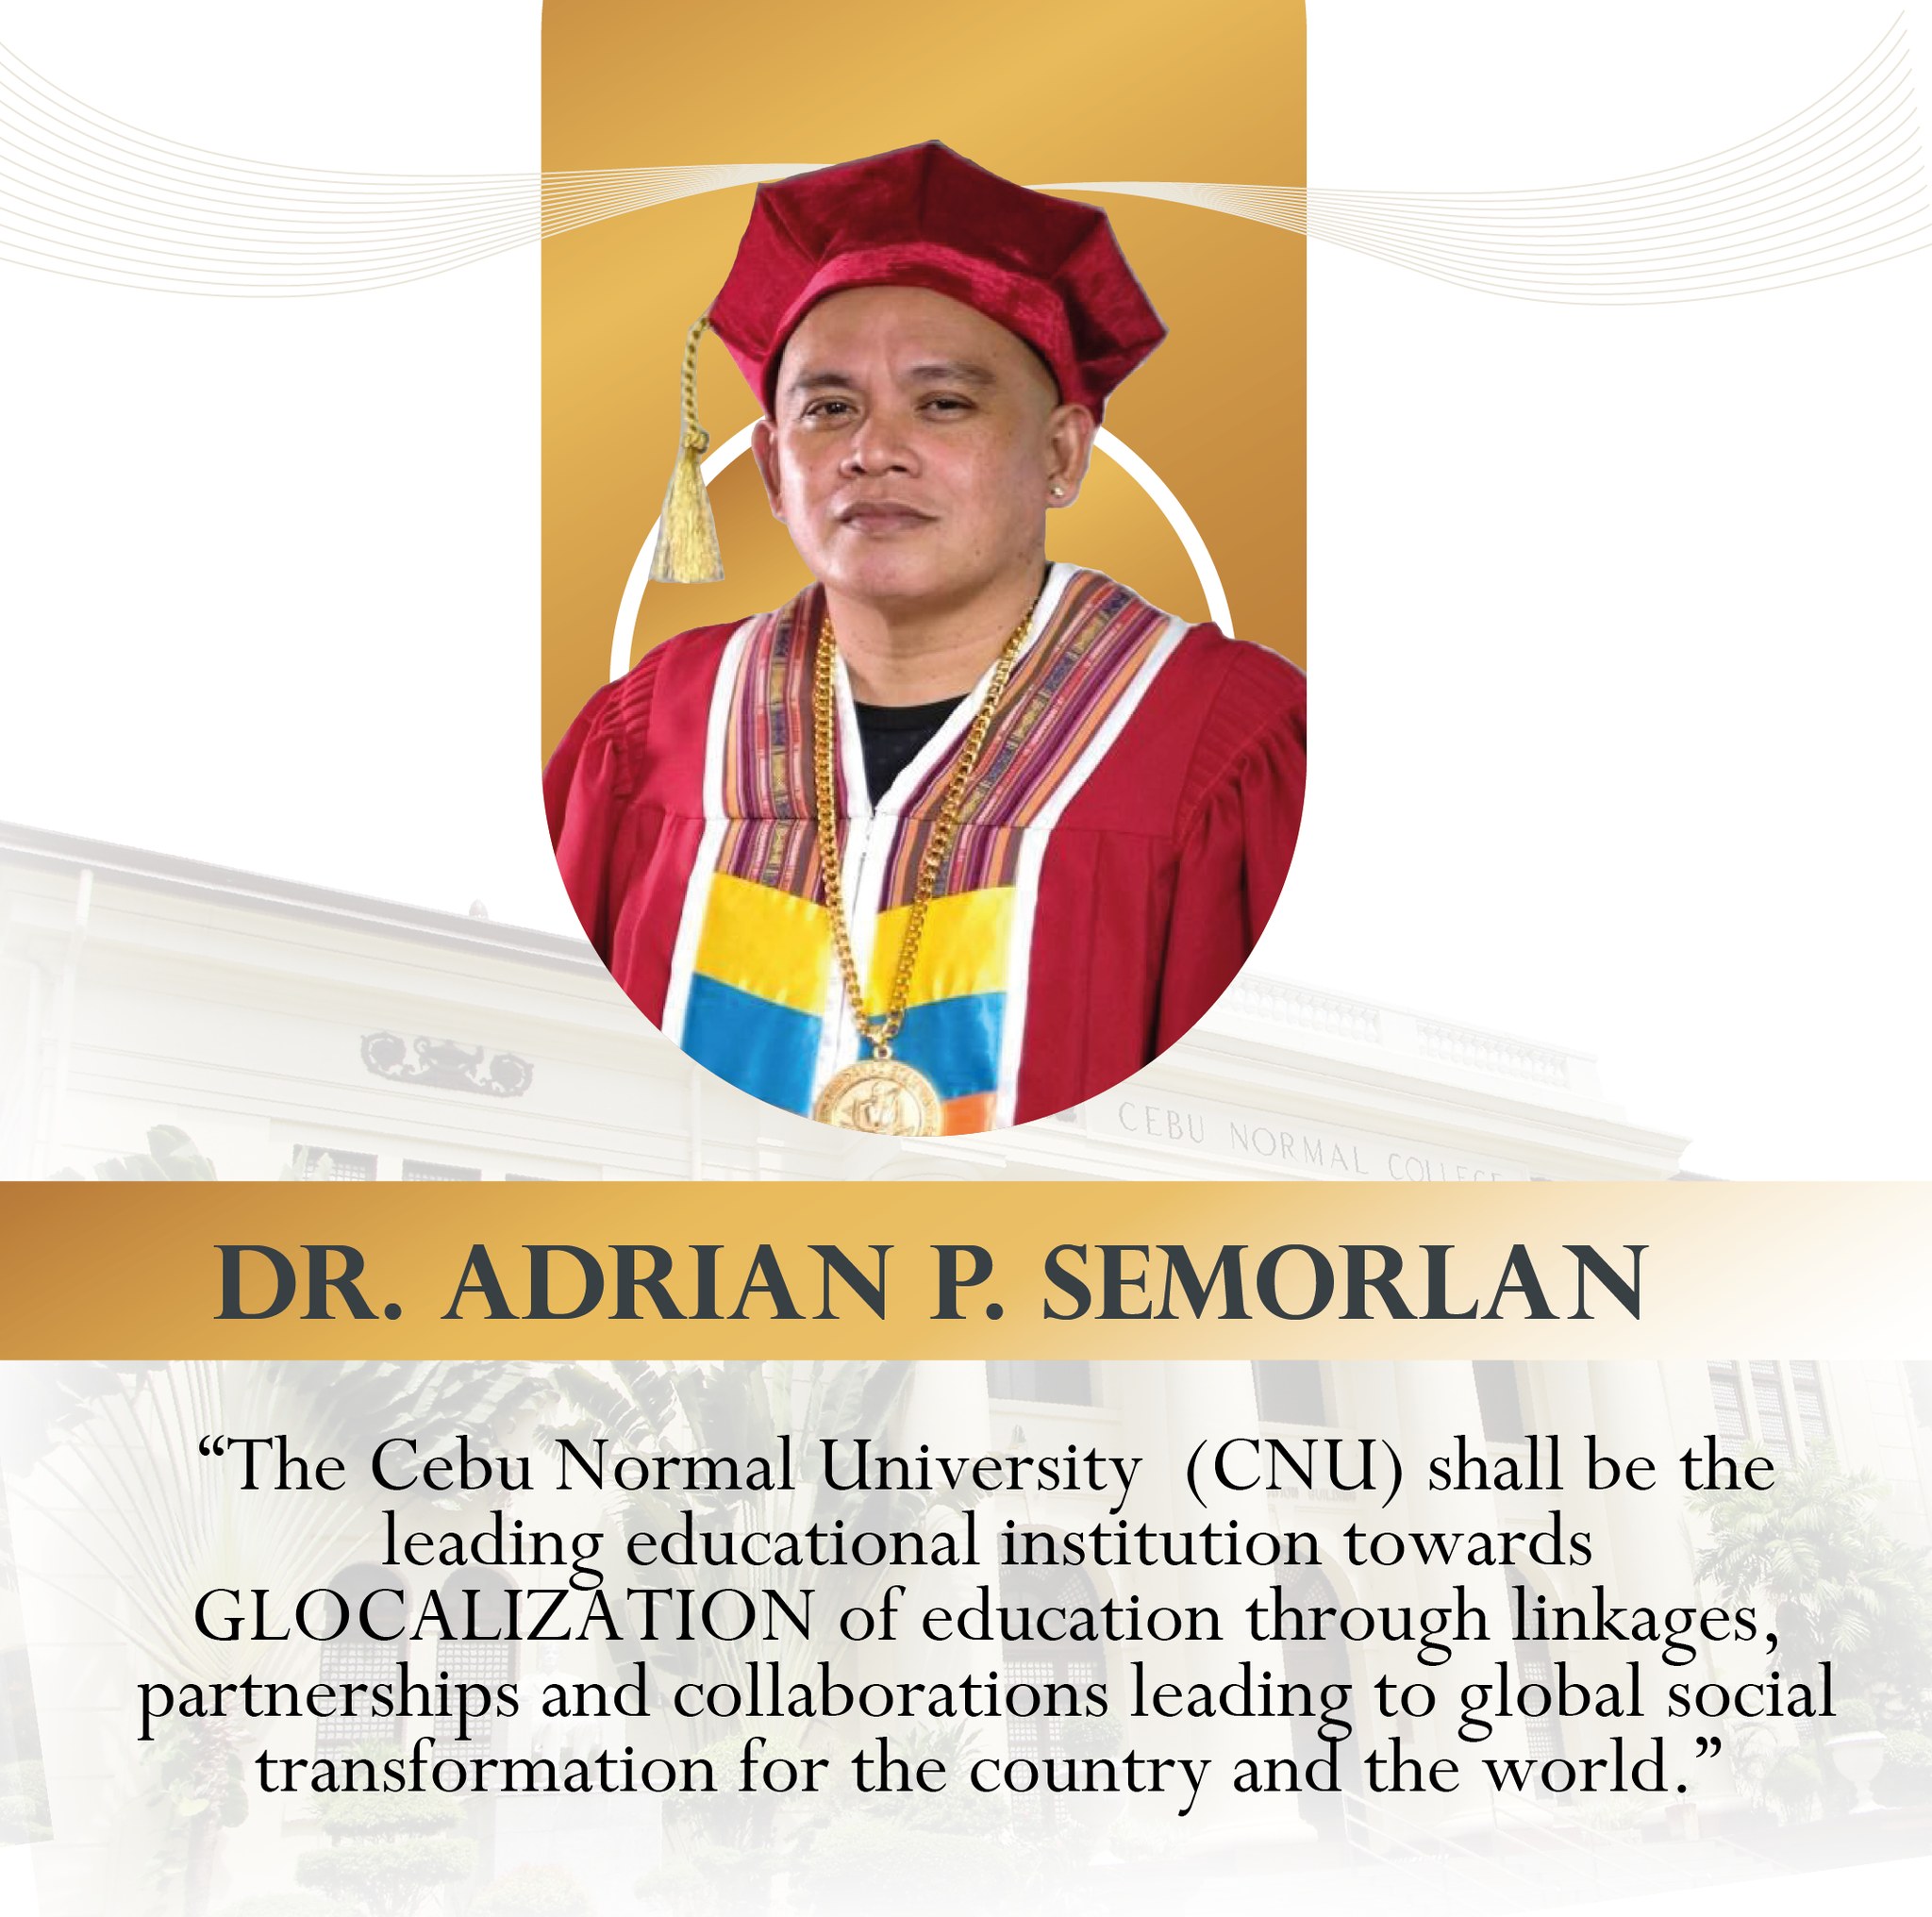 CEBU NORMAL COLLEGE
DR. ADRIAN P. SEMORLAN
“The Cebu Normal University (CNU) shall be the
leading educational institution towards
GLOCALIZATION of education through linkages,
partnerships and collaborations leading to global social
transformation for the country and the world.”